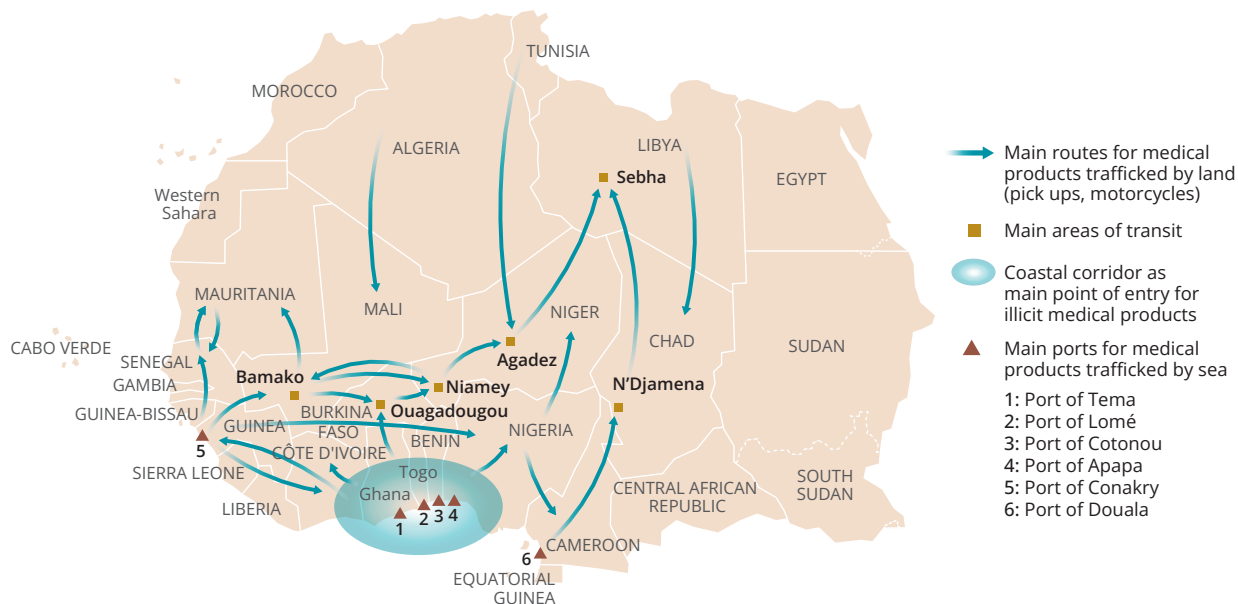 TUNISIA
MOROCCO
ALGERIA
LIBYA
EGYPT
Sebha
Western
Sahara
MAURITANIA
MALI
NIGER
CHAD
SUDAN
CABO VERDE
SENEGAL
GAMBIA
GUINEA-BISSAU
Bamako
Agadez
Niamey
N'Djamena
Ouagadougou
BURKINA
FASO
GUINEA
BENIN
NIGERIA
CÔTE D'IVOIRE
5
SIERRA LEONE
LIBERIA
Togo
Ghana
1
2
3
4
CENTRAL AFRICAN
REPUBLIC
SOUTH
SUDAN
CAMEROON
6
EQUATORIAL
GUINEA
Main routes for medical
products trafficked by land
(pick ups, motorcycles)
Main areas of transit
Coastal corridor as
main point of entry for
illicit medical products
Main ports for medical
products trafficked by sea
1: Port of Tema
2: Port of Lomé
3: Port of Cotonou
4: Port of Apapa
5: Port of Conakry
6: Port of Douala